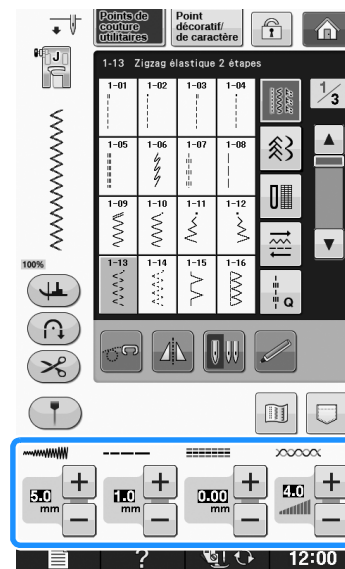 Points de couture utilitaires
Point décoratif/ de caractère
J
1-13 Zigzag élastique 2 étapes
1-01 1-02 1-03 1-04
1/3
1-05 1-06 1-07 1-08
1-09 1-10 1-11 1-12
100%
1-13 1-14 1-15 1-16
Q
5.0 mm
1.0 mm
0.00 mm
4.0
?
12:00